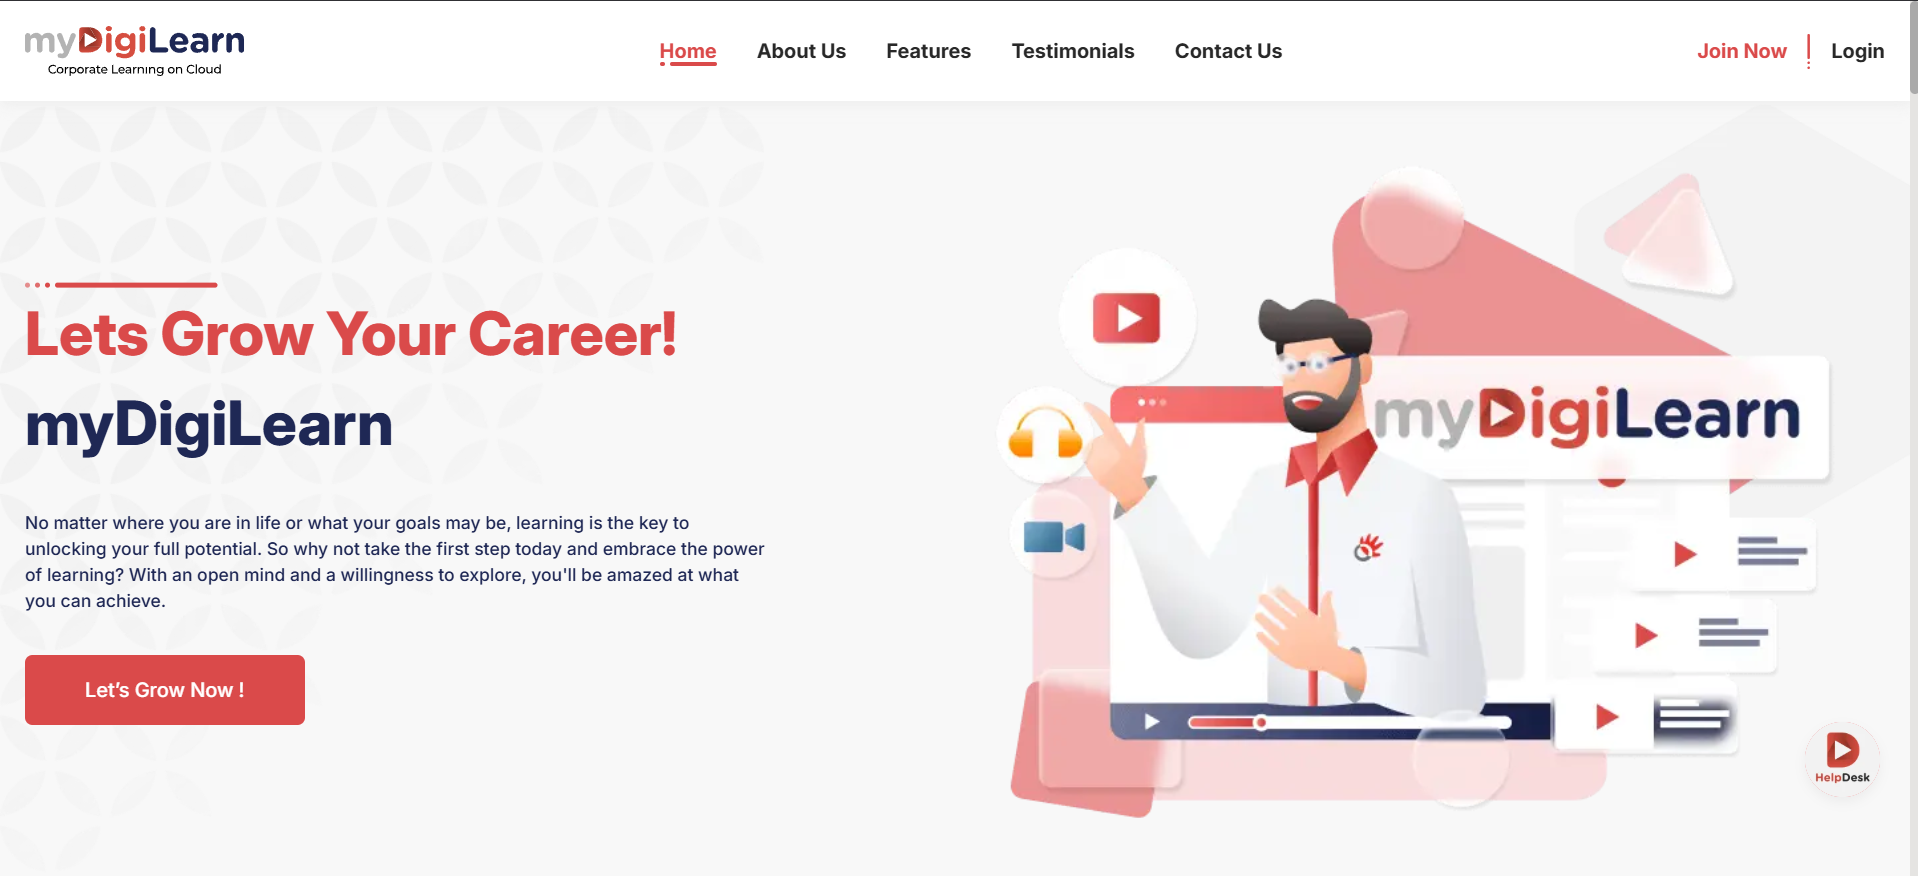 myDigiLearn
Corporate Learning on Cloud
Home
About Us
Features
Testimonials
Contact Us
Join Now
Login
Lets Grow Your Career!
myDigiLearn
No matter where you are in life or what your goals may be, learning is the key to
unlocking your full potential. So why not take the first step today and embrace the power
of learning? With an open mind and a willingness to explore, you'll be amazed at what
you can achieve.
Let’s Grow Now !
myDigiLearn
HelpDesk